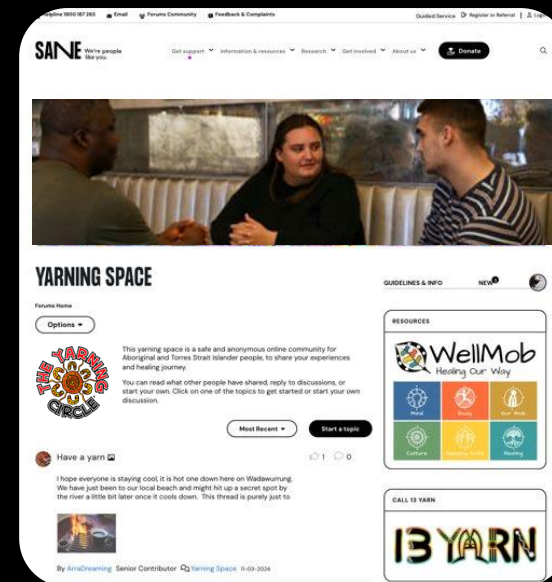 Helpline 1800 187 263 Email Forums Community Feedback & Complaints Guided Service Register or Referral | Login
SANE We're people like you.
Get support Information & resources Research Get involved About us Donate
YARNING SPACE
GUIDELINES & INFO NEW
Forums Home
Options
RESOURCES
THE YARNING CIRCLE
This yarning space is a safe and anonymous online community for
Aboriginal and Torres Strait Islander people, to share your experiences
and healing journey.
You can read what other people have shared, reply to discussions, or
start your own. Click on one of the topics to get started or start your own
discussion.
WellMob
Healing Our Way
Mind Body Our Mob
Culture Healing
Most Recent Start a topic
Have a yarn 1 0
I hope everyone is staying cool, it is hot one down here on Wadawurrung.
We have just been to our local beach and might hit up a secret spot by
the river a little bit later once it cools down. This thread is purely just to
CALL 13 YARN
13 YARN
By ArraDreaming Senior Contributor Yarning Space 11-03-2024